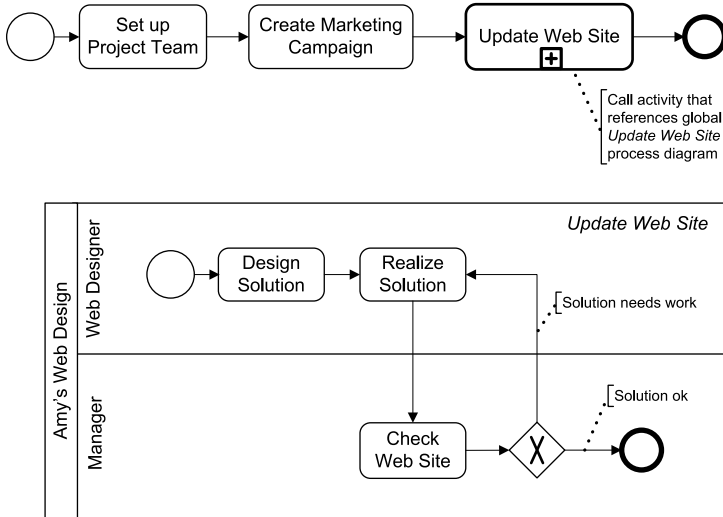 Set up
Project Team
Create Marketing
Campaign
Update Web Site
Call activity that
references global
Update Web Site
process diagram
Amy's Web Design
Web Designer
Update Web Site
Design
Solution
Realize
Solution
Solution needs work
Manager
Check
Web Site
X
Solution ok